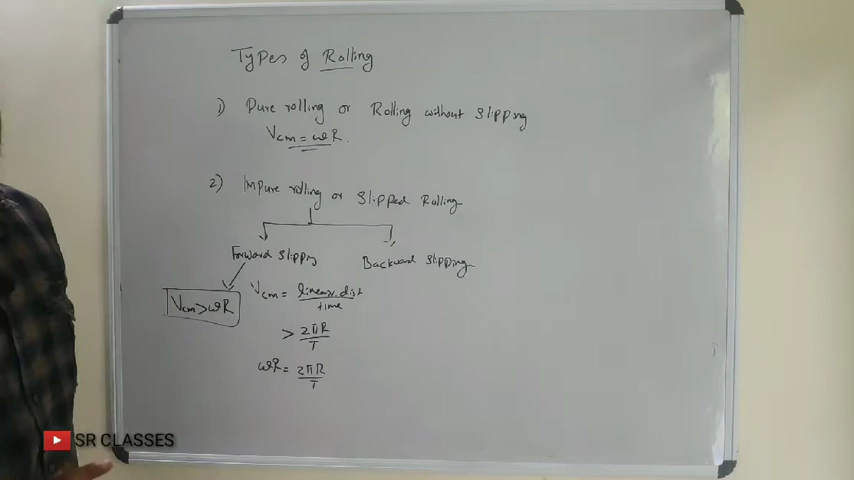 Types of Rolling
1) Pure rolling or Rolling without slipping
Vcm = ωR.
2) Impure rolling or Slipped Rolling
Forward slippng
Backward slipping
Vcm > ωR
Vcm = linear dist / time
> 2πR / T
ωR = 2πR / T
SR CLASSES